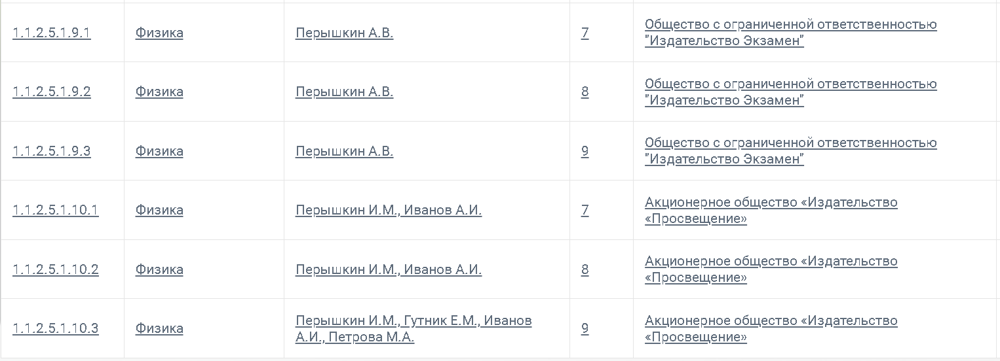 1.1.2.5.1.9.1 Физика Перышкин А.В. 7 Общество с ограниченной ответственностью
"Издательство Экзамен"
1.1.2.5.1.9.2 Физика Перышкин А.В. 8 Общество с ограниченной ответственностью
"Издательство Экзамен"
1.1.2.5.1.9.3 Физика Перышкин А.В. 9 Общество с ограниченной ответственностью
"Издательство Экзамен"
1.1.2.5.1.10.1 Физика Перышкин И.М., Иванов А.И. 7 Акционерное общество «Издательство
«Просвещение»
1.1.2.5.1.10.2 Физика Перышкин И.М., Иванов А.И. 8 Акционерное общество «Издательство
«Просвещение»
1.1.2.5.1.10.3 Физика Перышкин И.М., Гутник Е.М., Иванов 9 Акционерное общество «Издательство
А.И., Петрова М.А. «Просвещение»